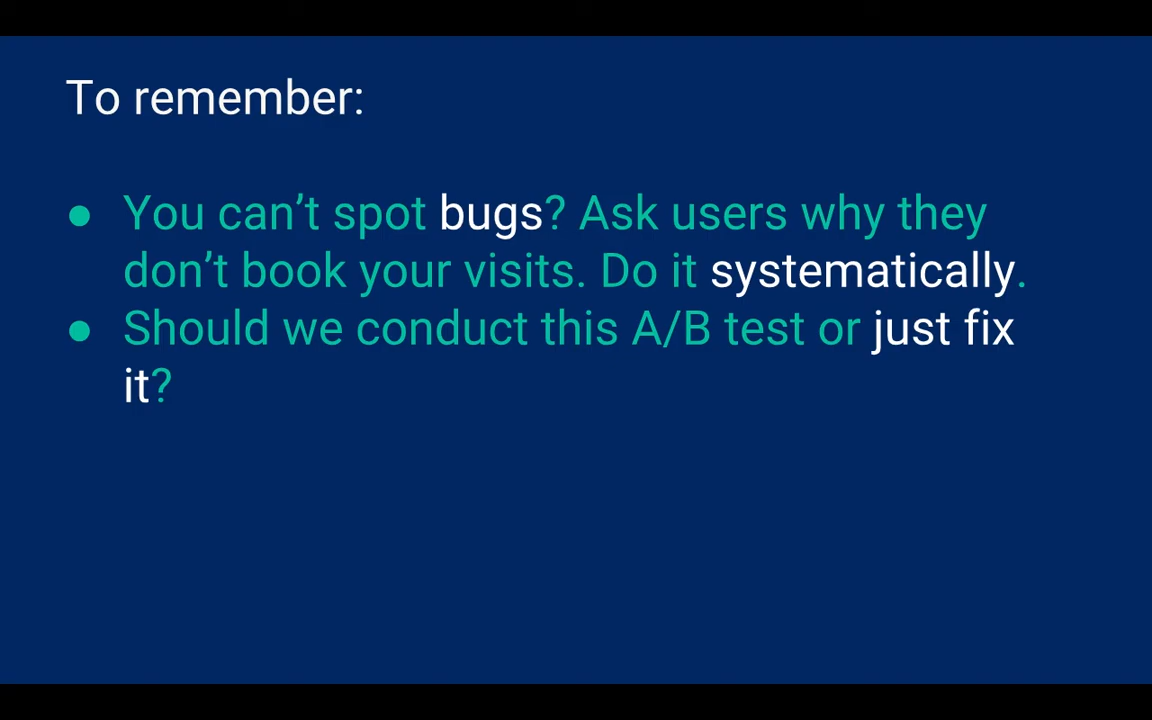 To remember:
● You can’t spot bugs? Ask users why they
don’t book your visits. Do it systematically.
● Should we conduct this A/B test or just fix
it?